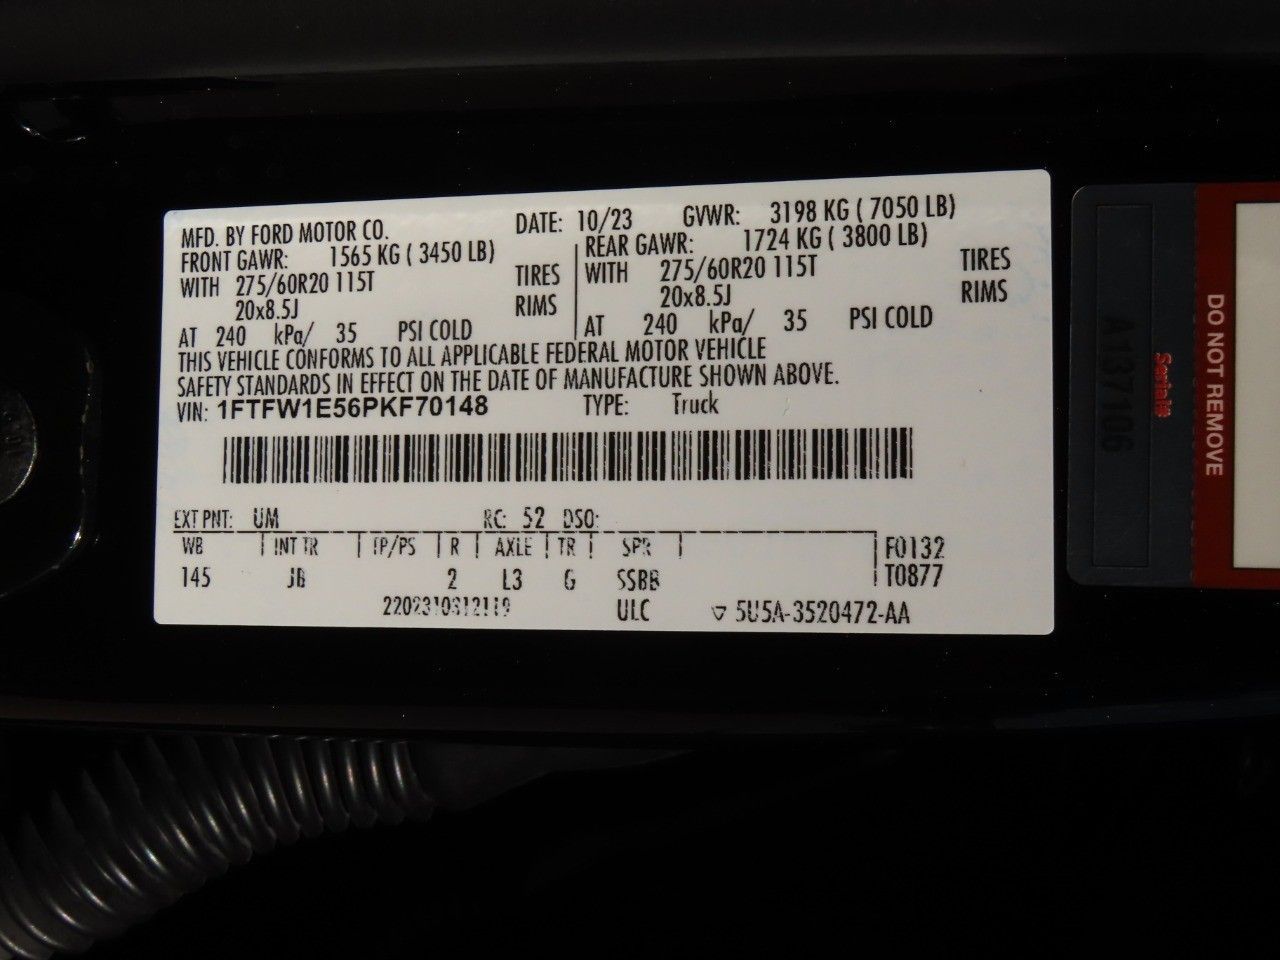 MFD. BY FORD MOTOR CO. DATE: 10/23 GVWR: 3198 KG ( 7050 LB)
FRONT GAWR: 1565 KG ( 3450 LB) REAR GAWR: 1724 KG ( 3800 LB)
WITH 275/60R20 115T TIRES WITH 275/60R20 115T TIRES
20x8.5J RIMS 20x8.5J RIMS
AT 240 kPa/ 35 PSI COLD AT 240 kPa/ 35 PSI COLD
THIS VEHICLE CONFORMS TO ALL APPLICABLE FEDERAL MOTOR VEHICLE
SAFETY STANDARDS IN EFFECT ON THE DATE OF MANUFACTURE SHOWN ABOVE.
VIN: 1FTFW1E56PKF70148 TYPE: Truck
EXT PNT: UM RC: 52 DSO:
WB INT TR TP/PS R AXLE TR SPR F0132
145 JB 2 L3 G SSBB T0877
ULC 5U5A-3520472-AA
Serial#
A137106
DO NOT REMOVE